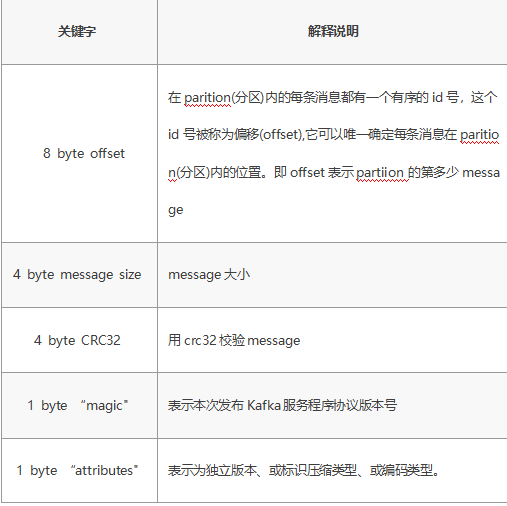 关键字
解释说明
8 byte offset
在 parition(分区)内的每条消息都有一个有序的 id 号，这个
id 号被称为偏移(offset),它可以唯一确定每条消息在 paritio
n(分区)内的位置。即 offset 表示 partiion 的第多少 messa
ge
4 byte message size
message 大小
4 byte CRC32
用 crc32 校验 message
1 byte “magic"
表示本次发布 Kafka 服务程序协议版本号
1 byte “attributes"
表示为独立版本、或标识压缩类型、或编码类型。